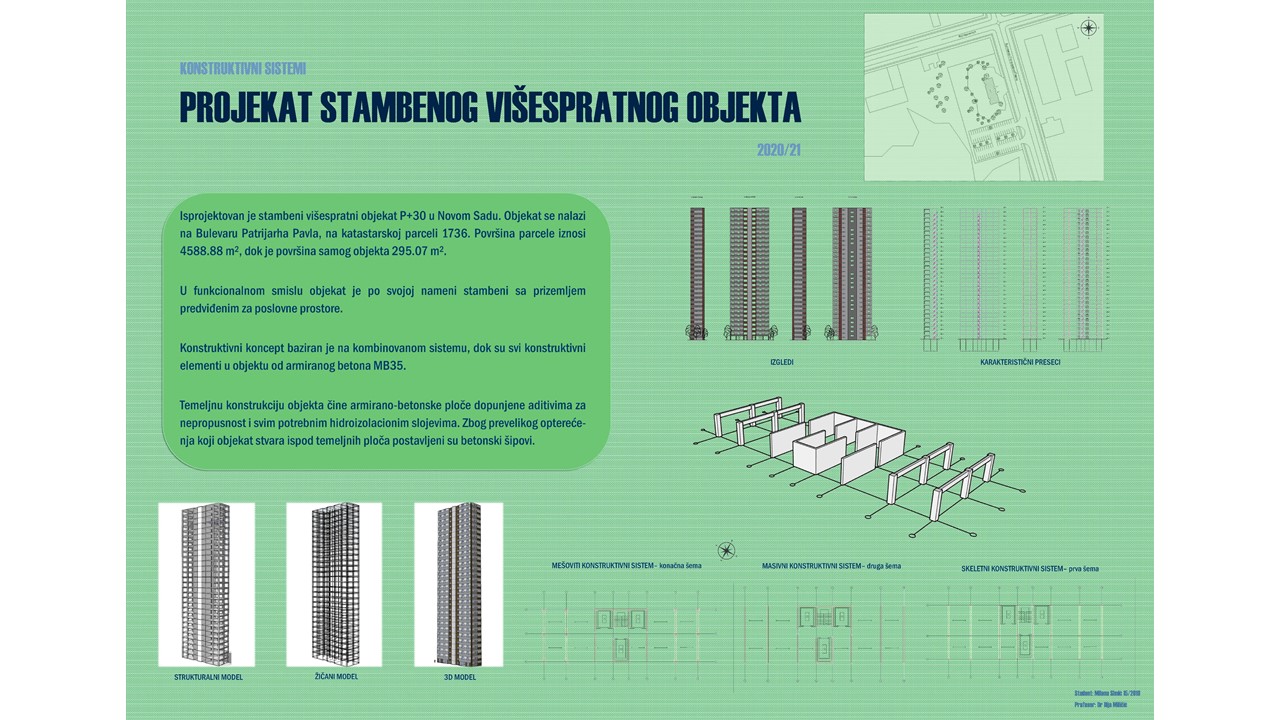 KONSTRUKTIVNI SISTEMI
PROJEKAT STAMBENOG VIŠESPRATNOG OBJEKTA
2020/21
Isprojektovan je stambeni višespratni objekat P+30 u Novom Sadu. Objekat se nalazi
na Bulevaru Patrijarha Pavla, na katastarskoj parceli 1736. Površina parcele iznosi
4588.88 m², dok je površina samog objekta 295.07 m².
U funkcionalnom smislu objekat je po svojoj nameni stambeni sa prizemljem
predviđenim za poslovne prostore.
Konstruktivni koncept baziran je na kombinovanom sistemu, dok su svi konstruktivni
elementi u objektu od armiranog betona MB35.
Temeljnu konstrukciju objekta čine armirano-betonske ploče dopunjene aditivima za
nepropusnost i svim potrebnim hidroizolacionim slojevima. Zbog prevelikog optereće-
nja koji objekat stvara ispod temeljnih ploča postavljeni su betonski šipovi.
IZGLEDI
KARAKTERISTIČNI PRESECI
MEŠOVITI KONSTRUKTIVNI SISTEM- konačna šema
MASIVNI KONSTRUKTIVNI SISTEM- druga šema
SKELETNI KONSTRUKTIVNI SISTEM- prva šema
STRUKTURALNI MODEL
ŽIČANI MODEL
3D MODEL
Student: Milana
Profesor: Dr Ilija